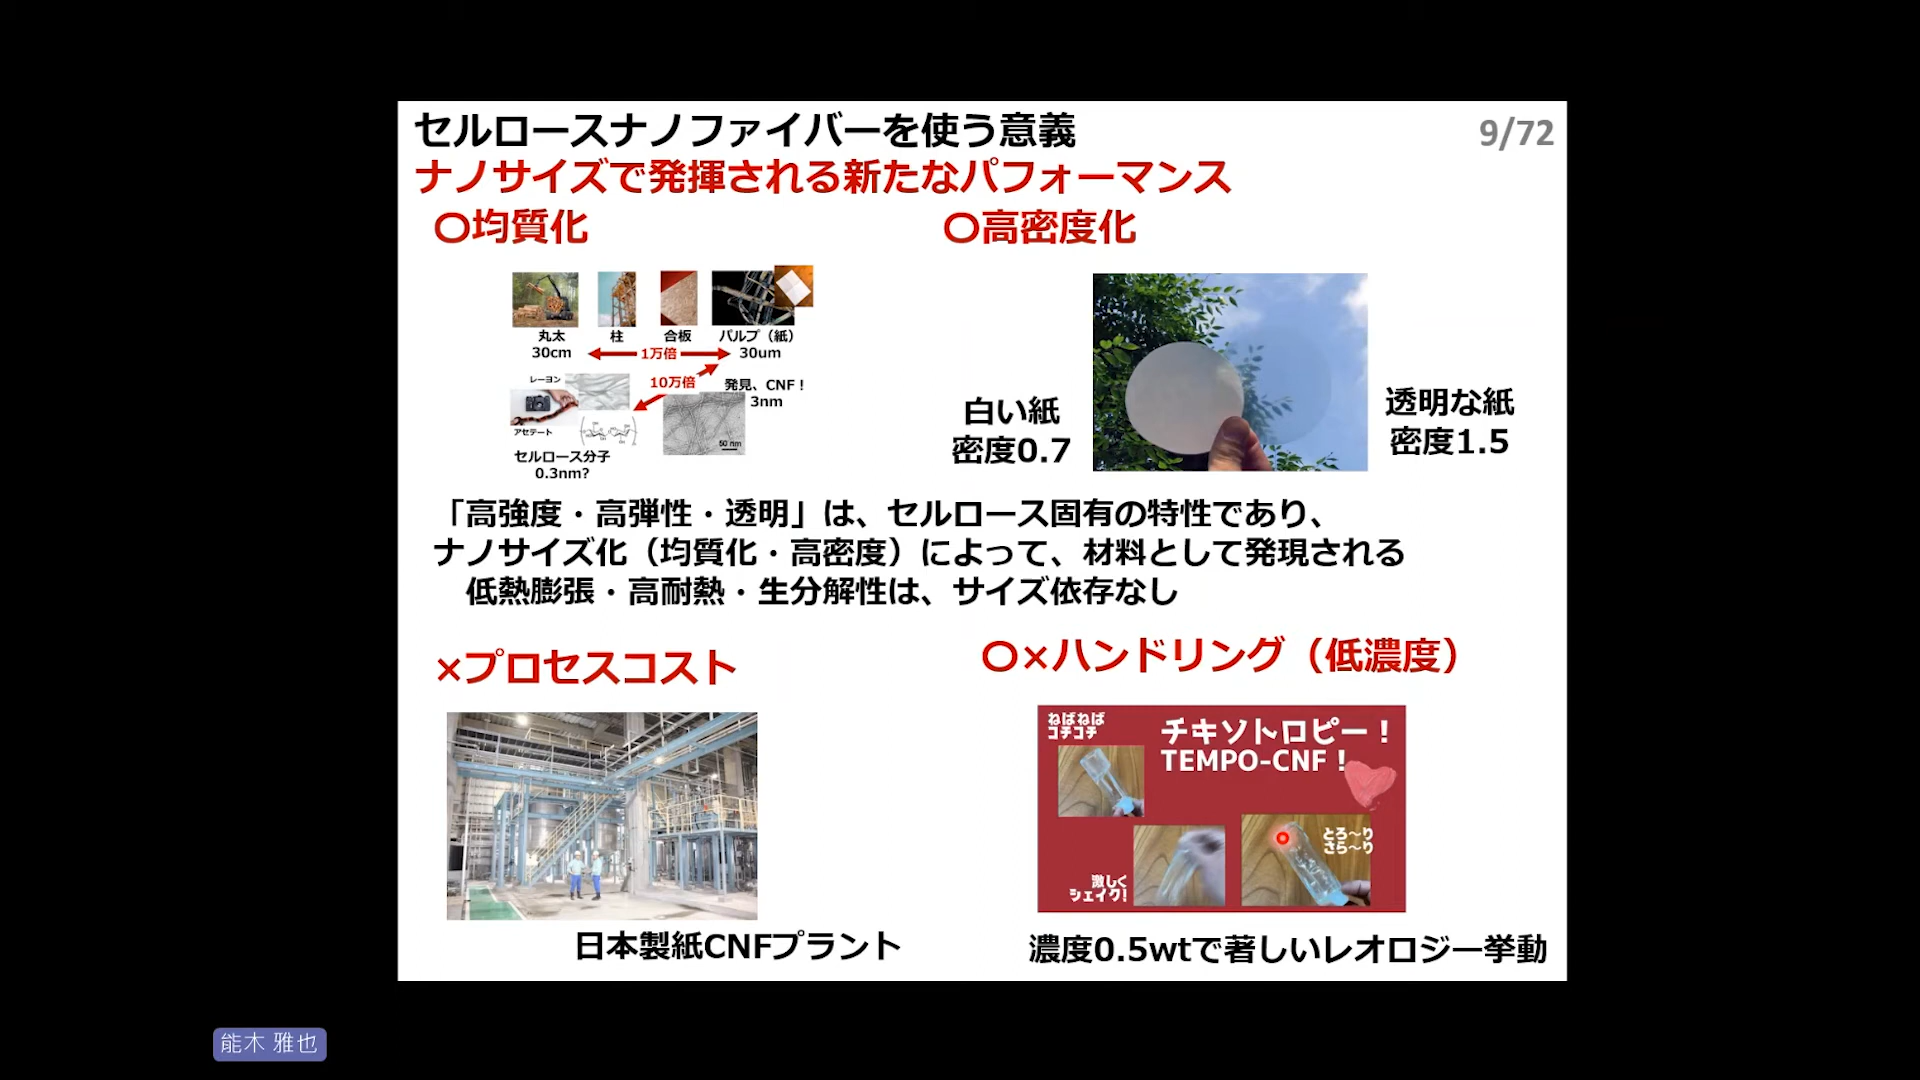 セルロースナノファイバーを使う意義
9/72
ナノサイズで発揮される新たなパフォーマンス
〇均質化
〇高密度化
丸太
30cm
柱
合板
パルプ（紙）
30um
1万倍
レーヨン
10万倍
発見、CNF！
3nm
アセテート
50 nm
セルロース分子
0.3nm?
白い紙
密度0.7
透明な紙
密度1.5
「高強度・高弾性・透明」は、セルロース固有の特性であり、
ナノサイズ化（均質化・高密度）によって、材料として発現される
低熱膨張・高耐熱・生分解性は、サイズ依存なし
×プロセスコスト
〇×ハンドリング（低濃度）
ねばねば
コチコチ
チキソトロピー！
TEMPO-CNF！
とろ〜り
さら〜り
激しく
シェイク!
日本製紙CNFプラント
濃度0.5wtで著しいレオロジー挙動
能木 雅也